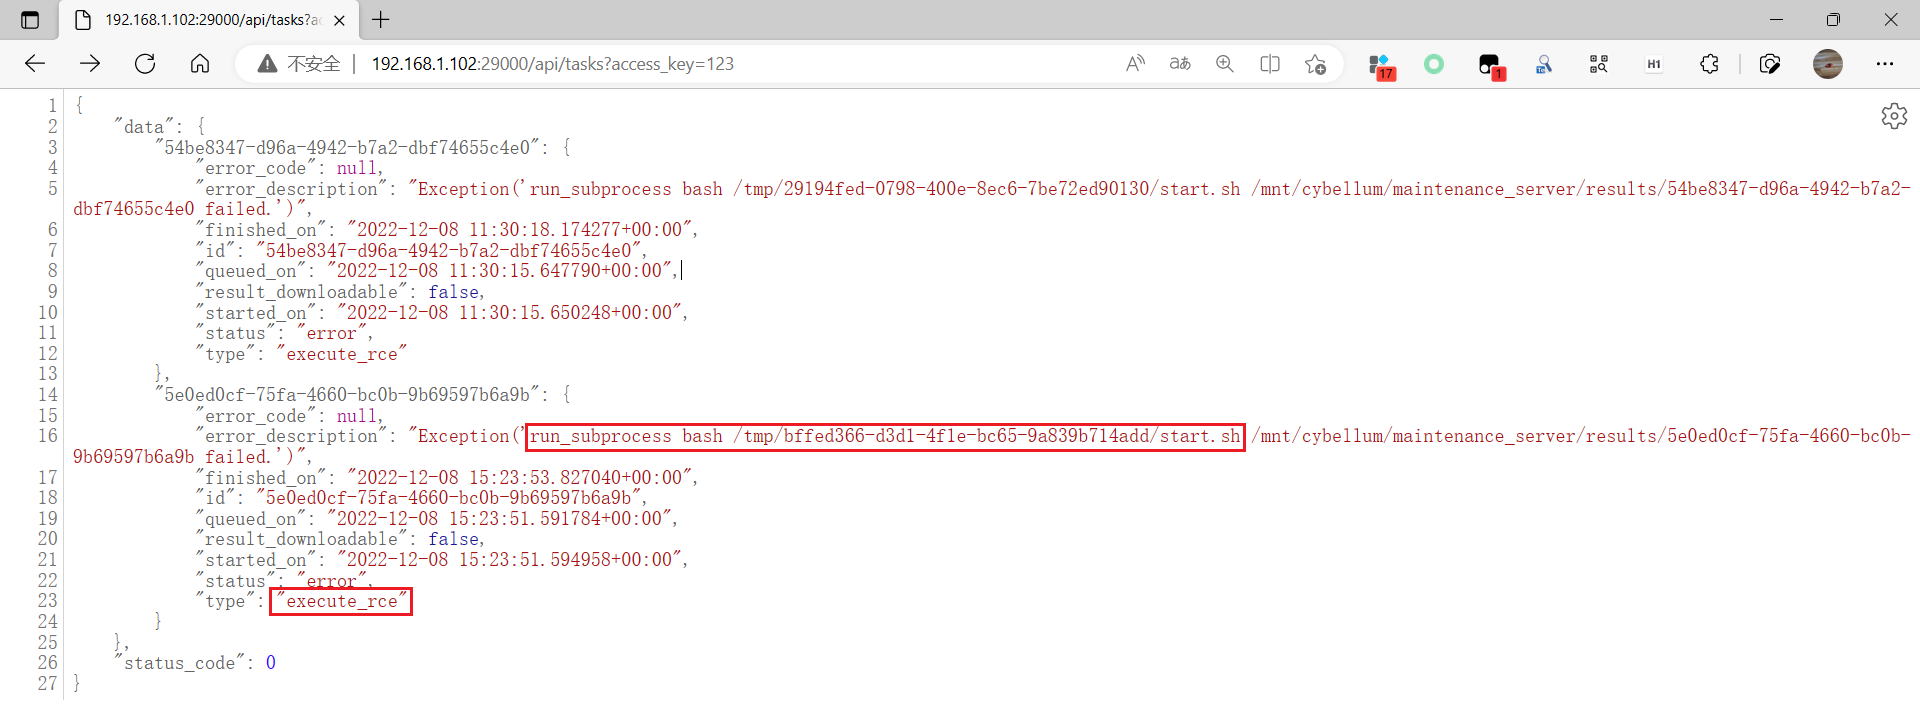 192.168.1.102:29000/api/tasks?ac
不安全 192.168.1.102:29000/api/tasks?access_key=123
17
1
H1
1 {
2 "data": {
3 "54be8347-d96a-4942-b7a2-dbf74655c4e0": {
4 "error_code": null,
5 "error_description": "Exception('run_subprocess bash /tmp/29194fed-0798-400e-8ec6-7be72ed90130/start.sh /mnt/cybellum/maintenance_server/results/54be8347-d96a-4942-b7a2-
dbf74655c4e0 failed.')",
6 "finished_on": "2022-12-08 11:30:18.174277+00:00",
7 "id": "54be8347-d96a-4942-b7a2-dbf74655c4e0",
8 "queued_on": "2022-12-08 11:30:15.647790+00:00",
9 "result_downloadable": false,
10 "started_on": "2022-12-08 11:30:15.650248+00:00",
11 "status": "error",
12 "type": "execute_rce"
13 },
14 "5e0ed0cf-75fa-4660-bc0b-9b69597b6a9b": {
15 "error_code": null,
16 "error_description": "Exception('run_subprocess bash /tmp/bffed366-d3d1-4f1e-bc65-9a839b714add/start.sh /mnt/cybellum/maintenance_server/results/5e0ed0cf-75fa-4660-bc0b-
9b69597b6a9b failed.')",
17 "finished_on": "2022-12-08 15:23:53.827040+00:00",
18 "id": "5e0ed0cf-75fa-4660-bc0b-9b69597b6a9b",
19 "queued_on": "2022-12-08 15:23:51.591784+00:00",
20 "result_downloadable": false,
21 "started_on": "2022-12-08 15:23:51.594958+00:00",
22 "status": "error",
23 "type": "execute_rce"
24 }
25 },
26 "status_code": 0
27 }